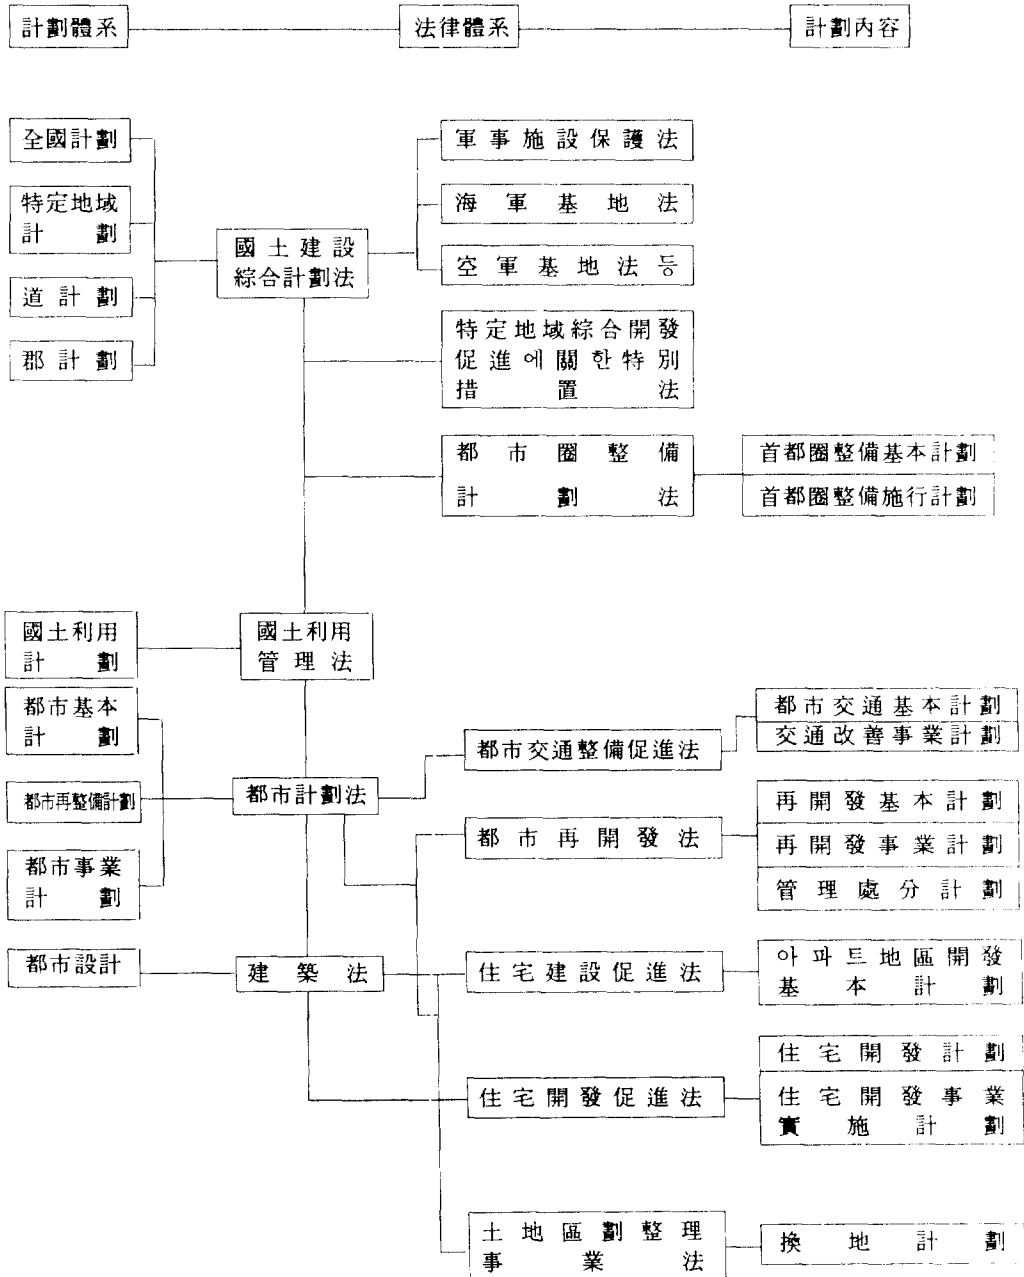 計劃體系
法律體系
計劃內容
全國計劃
特定地域
計劃
道計劃
郡計劃
國土建設
綜合計劃法
軍事施設保護法
海軍基地法
空軍基地法등
特定地域綜合開發
促進에關한特別
措置法
都市圈整備
計劃法
首都圈整備基本計劃
首都圈整備施行計劃
國土利用
計劃
國土利用
管理法
都市基本
計劃
都市再整備計劃
都市事業
計劃
都市計劃法
都市交通整備促進法
都市交通基本計劃
交通改善事業計劃
都市再開發法
再開發基本計劃
再開發事業計劃
管理處分計劃
都市設計
建築法
住宅建設促進法
아파트地區開發
基本計劃
住宅開發促進法
住宅開發計劃
住宅開發事業
實施計劃
土地區劃整理
事業法
換地計劃